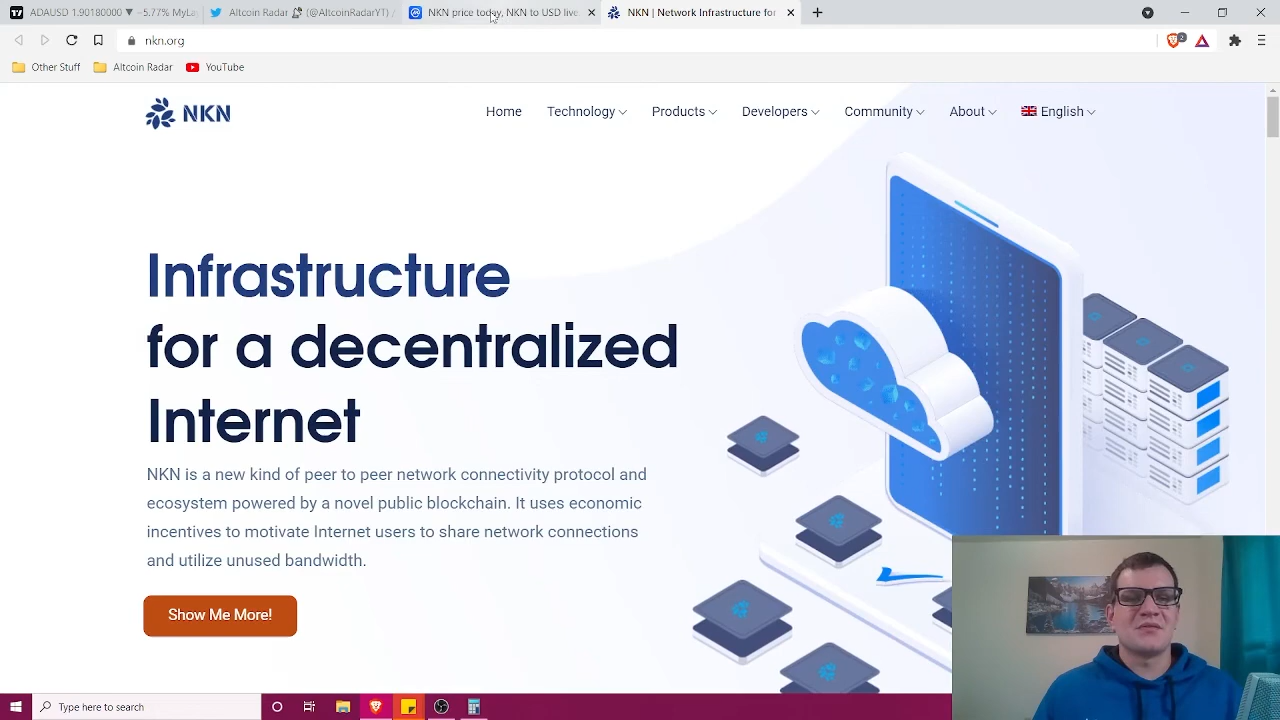 ADAUSD 1.90180000 ▼ −5.77% MyLa
Altcoin Radar 📡 (@AltcoinRadarYT) /
NKN price today, NKN to USD live,
NKN | Network Infrastructure for
nkn.org
2
Other Stuff
Altcoin Radar
YouTube
NKN
Home
Technology
Products
Developers
Community
About
English
Infrastructure
for a decentralized
Internet
NKN is a new kind of peer to peer network connectivity protocol and
ecosystem powered by a novel public blockchain. It uses economic
incentives to motivate Internet users to share network connections
and utilize unused bandwidth.
Show Me More!
Type here to search